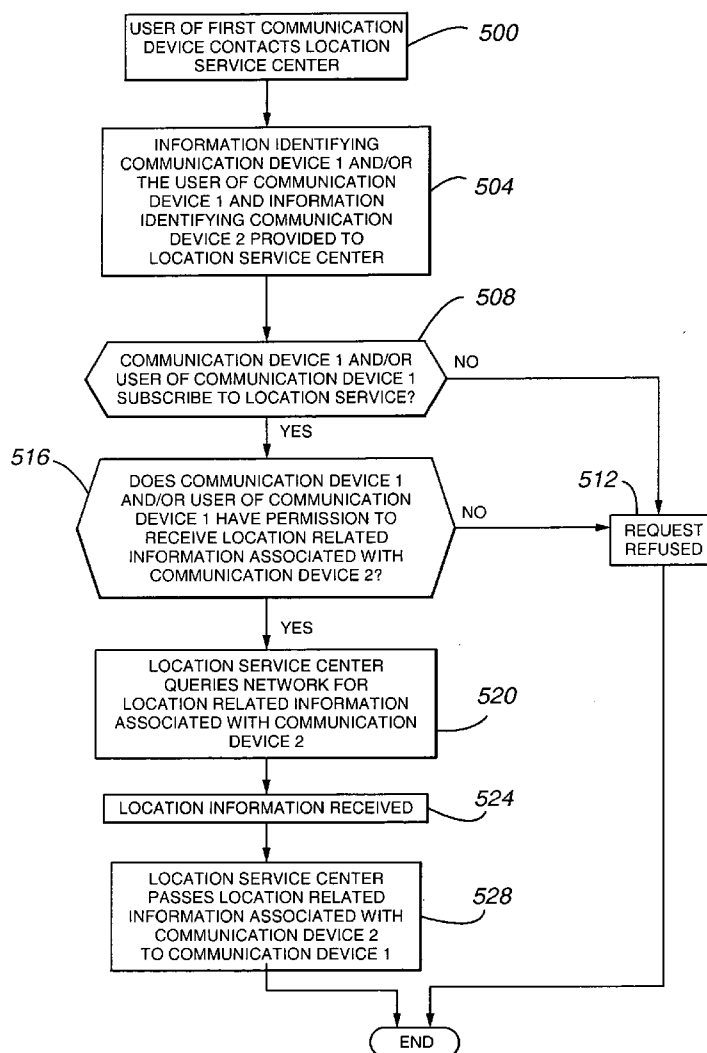 USER OF FIRST COMMUNICATION
DEVICE CONTACTS LOCATION
SERVICE CENTER
500
INFORMATION IDENTIFYING
COMMUNICATION DEVICE 1 AND/OR
THE USER OF COMMUNICATION
DEVICE 1 AND INFORMATION
IDENTIFYING COMMUNICATION
DEVICE 2 PROVIDED TO
LOCATION SERVICE CENTER
504
508
COMMUNICATION DEVICE 1 AND/OR
USER OF COMMUNICATION DEVICE 1
SUBSCRIBE TO LOCATION SERVICE?
NO
YES
516
DOES COMMUNICATION DEVICE 1
AND/OR USER OF COMMUNICATION
DEVICE 1 HAVE PERMISSION TO
RECEIVE LOCATION RELATED
INFORMATION ASSOCIATED WITH
COMMUNICATION DEVICE 2?
NO
512
REQUEST
REFUSED
YES
LOCATION SERVICE CENTER
QUERIES NETWORK FOR
LOCATION RELATED INFORMATION
ASSOCIATED WITH COMMUNICATION
DEVICE 2
520
LOCATION INFORMATION RECEIVED
524
LOCATION SERVICE CENTER
PASSES LOCATION RELATED
INFORMATION ASSOCIATED WITH
COMMUNICATION DEVICE 2
TO COMMUNICATION DEVICE 1
528
END